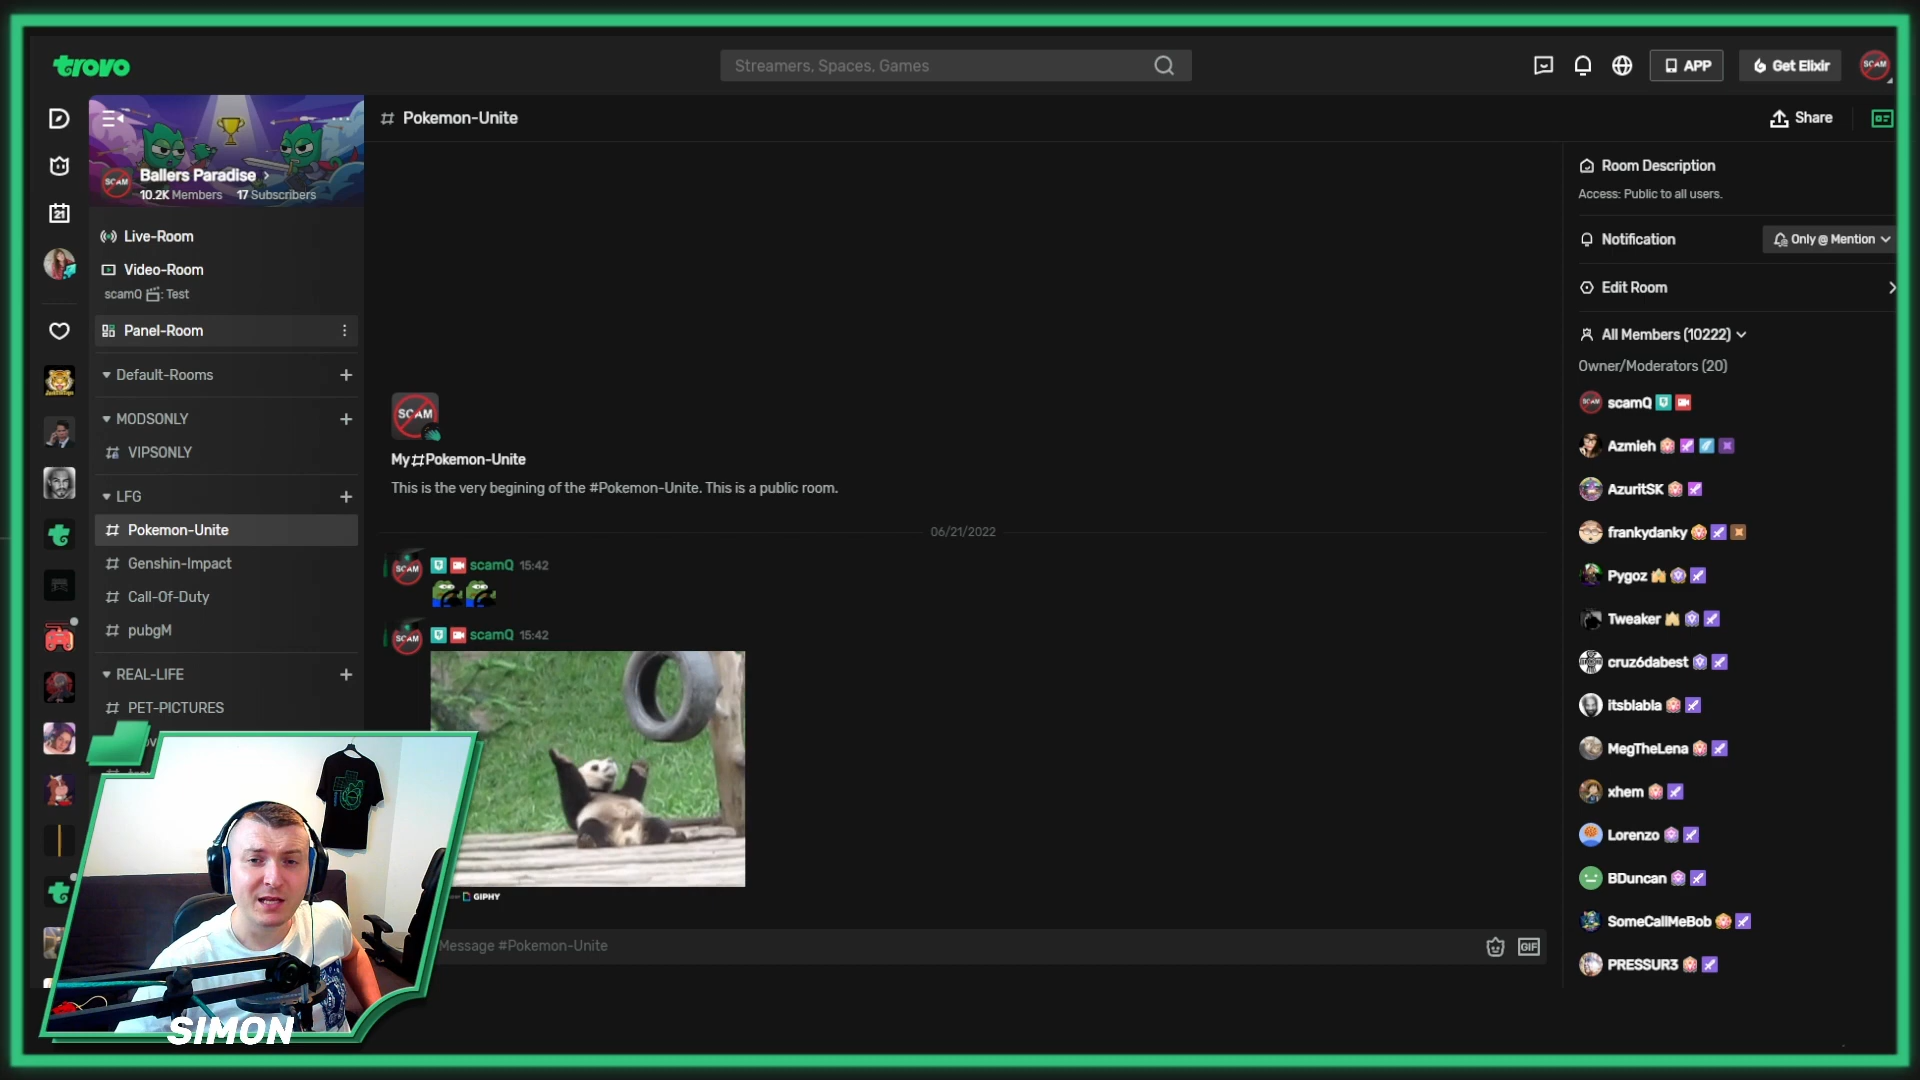 trovo
Streamers, Spaces, Games
APP
Get Elixir
SCAM
Ballers Paradise
10.2K Members 17 Subscribers
SCAM
21
Live-Room
Video-Room
scamQ : Test
Panel-Room
Default-Rooms
MODSONLY
VIPSONLY
LFG
Pokemon-Unite
Genshin-Impact
Call-Of-Duty
pubgM
REAL-LIFE
PET-PICTURES
# Pokemon-Unite
Share
SCAM
My#Pokemon-Unite
This is the very begining of the #Pokemon-Unite. This is a public room.
06/21/2022
SCAM
scamQ 15:42
SCAM
scamQ 15:42
GIPHY
Message #Pokemon-Unite
GIF
SIMON
Room Description
Access: Public to all users.
Notification
Only @ Mention
Edit Room
All Members (10222)
Owner/Moderators (20)
scamQ
Azmieh
AzuritSK
frankydanky
Pygoz
Tweaker
cruz6dabest
itsblabla
MegTheLena
xhem
Lorenzo
BDuncan
SomeCallMeBob
PRESSUR3